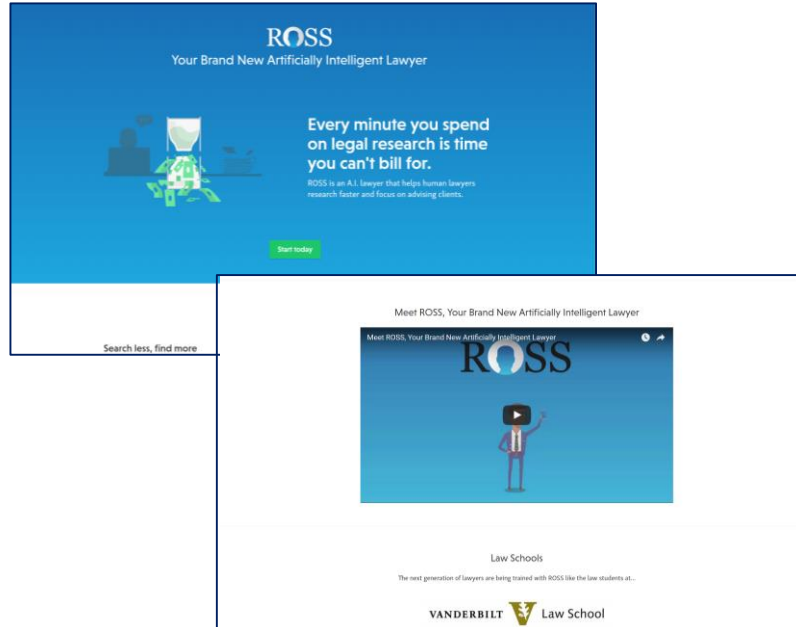 ROSS
Your Brand New Artificially Intelligent Lawyer
Every minute you spend
on legal research is time
you can't bill for.
ROSS is an A.I. lawyer that helps human lawyers
research faster and focus on advising clients.
Start today
Search less, find more
Meet ROSS, Your Brand New Artificially Intelligent Lawyer
Meet ROSS, Your Brand New Artificially Intelligent Lawyer
ROSS
Law Schools
The next generation of lawyers are being trained with ROSS like the law students at...
VANDERBILT V Law School